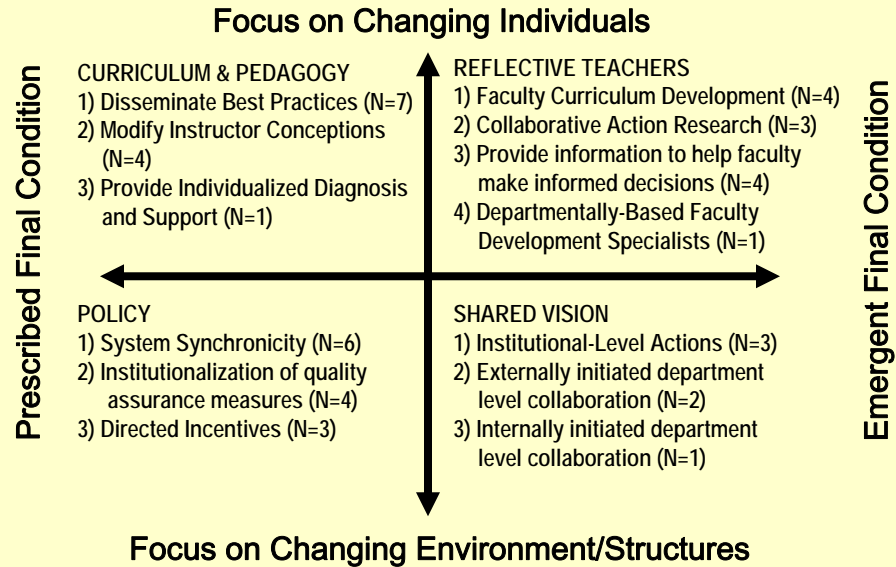 Focus on Changing Individuals
Prescribed Final Condition
CURRICULUM & PEDAGOGY
1) Disseminate Best Practices (N=7)
2) Modify Instructor Conceptions
(N=4)
3) Provide Individualized Diagnosis
and Support (N=1)
REFLECTIVE TEACHERS
1) Faculty Curriculum Development (N=4)
2) Collaborative Action Research (N=3)
3) Provide information to help faculty
make informed decisions (N=4)
4) Departmentally-Based Faculty
Development Specialists (N=1)
Emergent Final Condition
POLICY
1) System Synchronicity (N=6)
2) Institutionalization of quality
assurance measures (N=4)
3) Directed Incentives (N=3)
SHARED VISION
1) Institutional-Level Actions (N=3)
2) Externally initiated department
level collaboration (N=2)
3) Internally initiated department
level collaboration (N=1)
Focus on Changing Environment/Structures